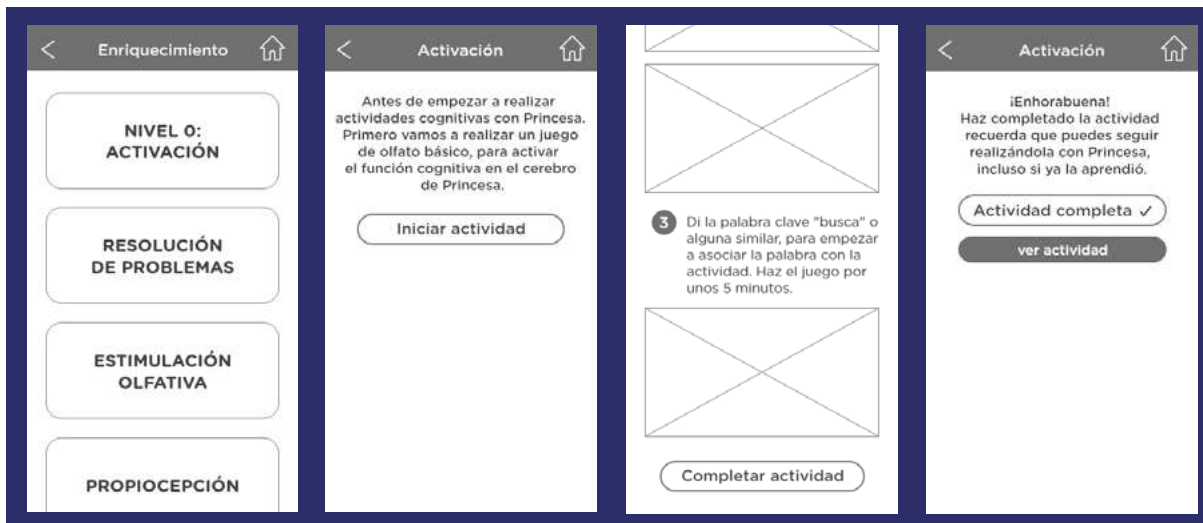 Enriquecimiento
NIVEL 0:
ACTIVACIÓN
RESOLUCIÓN
DE PROBLEMAS
ESTIMULACIÓN
OLFATIVA
PROPIOCEPCIÓN
Activación
Antes de empezar a realizar
actividades cognitivas con Princesa.
Primero vamos a realizar un juego
de olfato básico, para activar
el función cognitiva en el cerebro
de Princesa.
Iniciar actividad
3 Di la palabra clave "busca" o
alguna similar, para empezar
a asociar la palabra con la
actividad. Haz el juego por
unos 5 minutos.
Completar actividad
Activación
¡Enhorabuena!
Haz completado la actividad
recuerda que puedes seguir
realizándola con Princesa,
incluso si ya la aprendió.
Actividad completa ✓
ver actividad